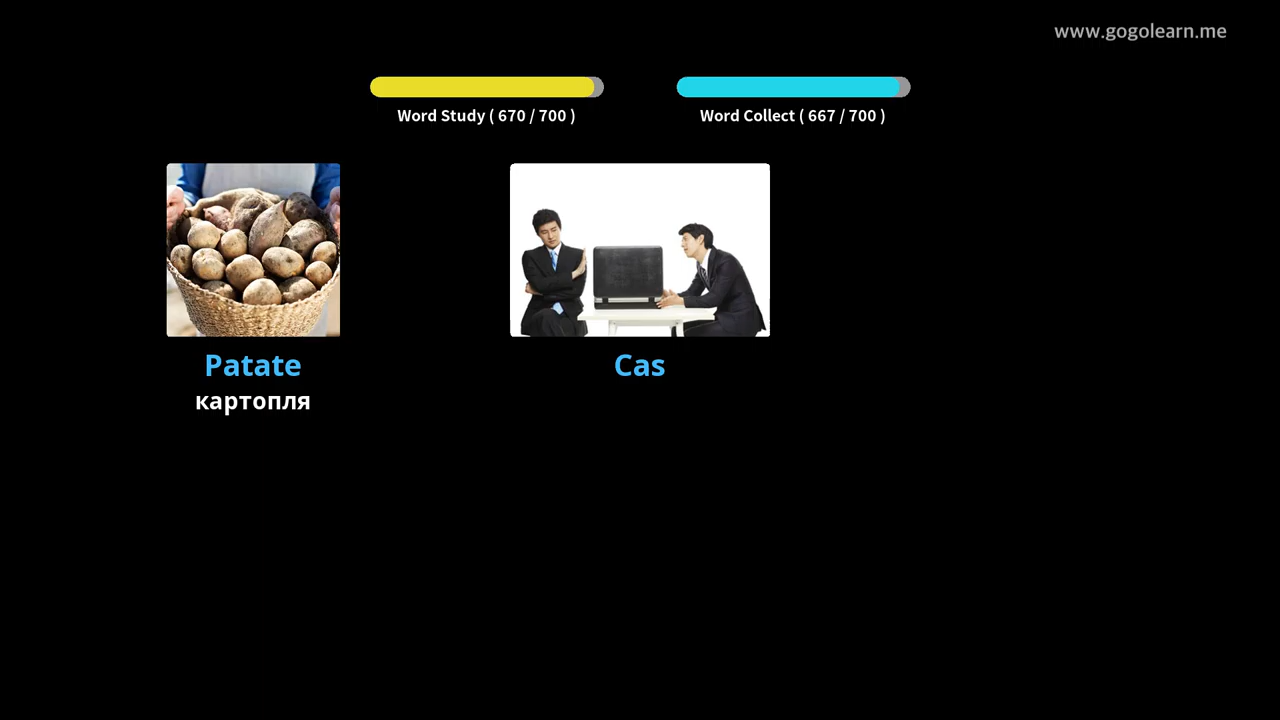 www.gogolearn.me
Word Study ( 670 / 700 )
Word Collect ( 667 / 700 )
Patate
картопля
Cas